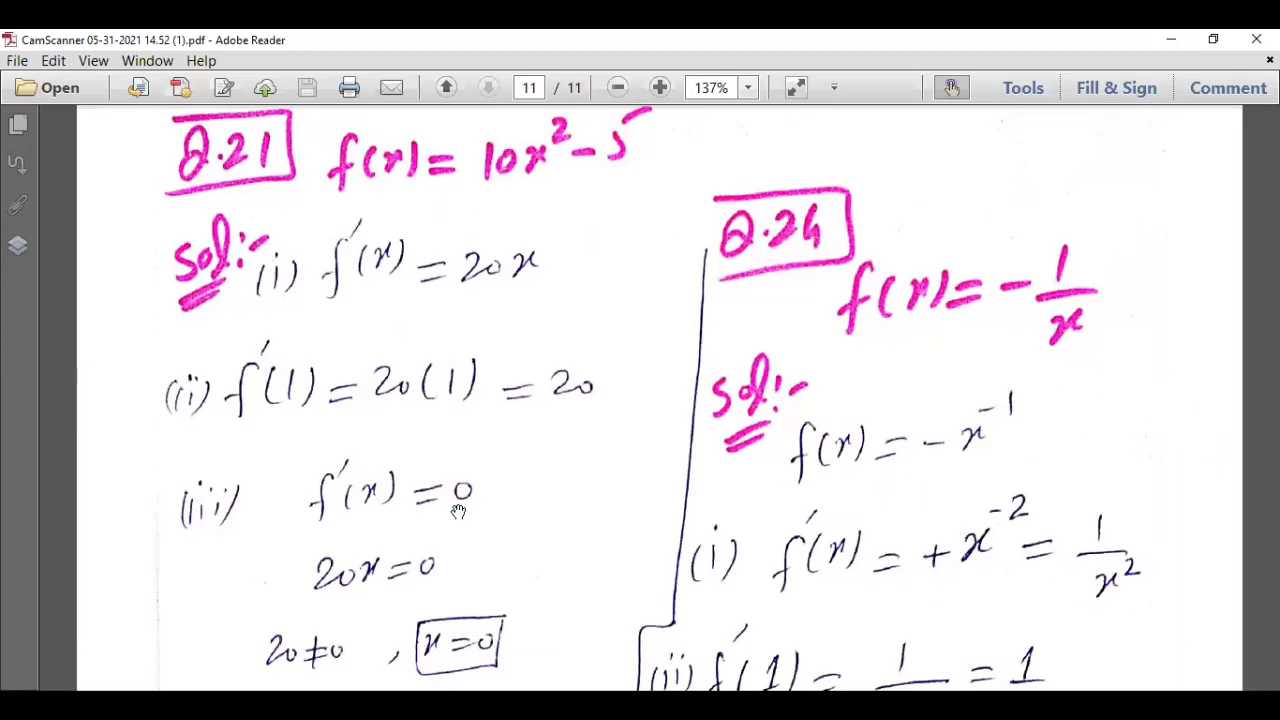 CamScanner 05-31-2021 14.52 (1).pdf - Adobe Reader
File Edit View Window Help
Open 11 / 11 137% Tools Fill & Sign Comment
Q.21 f(x) = 10x² - 5
Sol:- (i) f'(x) = 20x
(ii) f'(1) = 20(1) = 20
(iii) f'(x) = 0
20x = 0
20 ≠ 0 , x = 0
Q.24
f(x) = - 1/x
Sol:-
f(x) = - x⁻¹
(i) f'(x) = + x⁻² = 1/x²
(ii) f'(1) = 1/ = 1